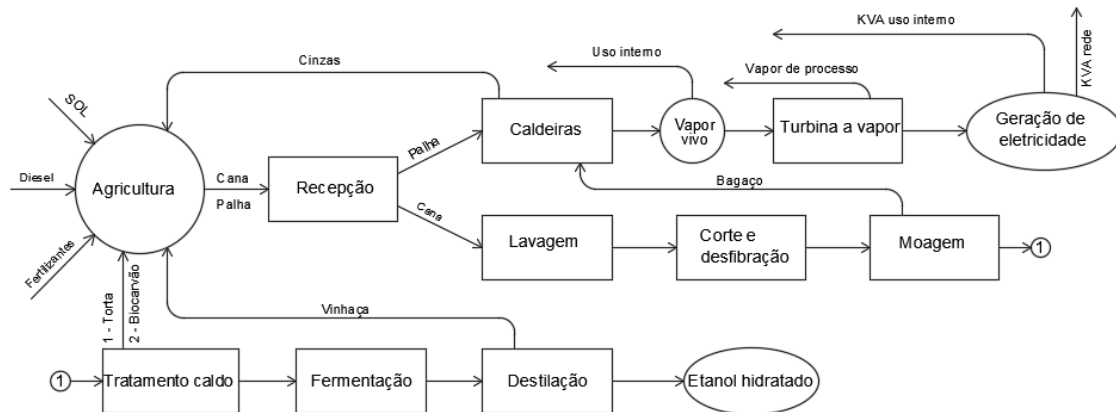 KVA uso interno
KVA rede
Uso interno
Vapor de processo
Cinzas
SOL
Caldeiras
Vapor
vivo
Turbina a vapor
Geração de
eletricidade
Palha
Diesel
Agricultura
Cana
Palha
Recepção
Bagaço
Cana
Lavagem
Corte e
desfibração
Moagem
1
Fertilizantes
1 - Torta
2 - Biocarvão
Vinhaça
1
Tratamento caldo
Fermentação
Destilação
Etanol hidratado